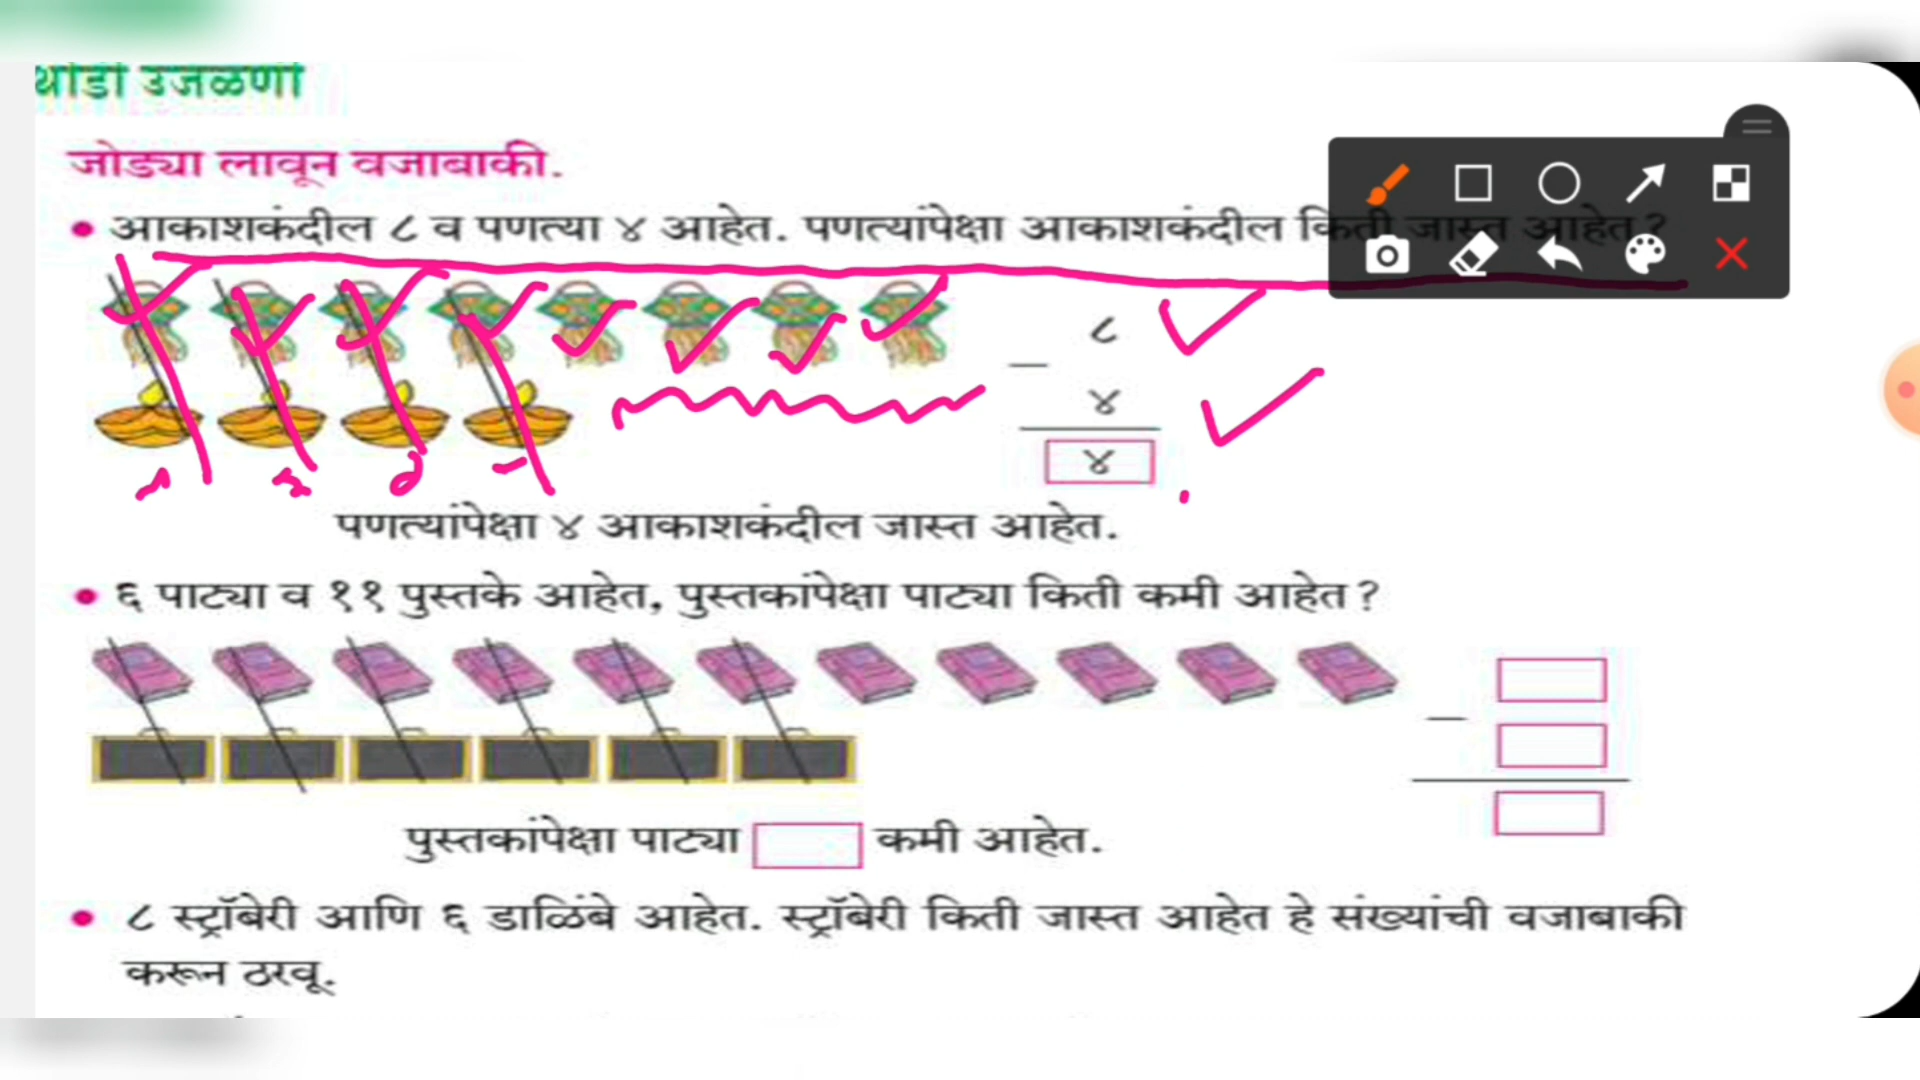 थोडी उजळणी
जोड्या लावून वजाबाकी.
• आकाशकंदील ८ व पणत्या ४ आहेत. पणत्यांपेक्षा आकाशकंदील किती जास्त आहेत?
८
—
४
४
पणत्यांपेक्षा ४ आकाशकंदील जास्त आहेत.
• ६ पाट्या व ११ पुस्तके आहेत, पुस्तकांपेक्षा पाट्या किती कमी आहेत?
—
पुस्तकांपेक्षा पाट्या कमी आहेत.
• ८ स्ट्रॉबेरी आणि ६ डाळिंबे आहेत. स्ट्रॉबेरी किती जास्त आहेत हे संख्यांची वजाबाकी
करून ठरवू.